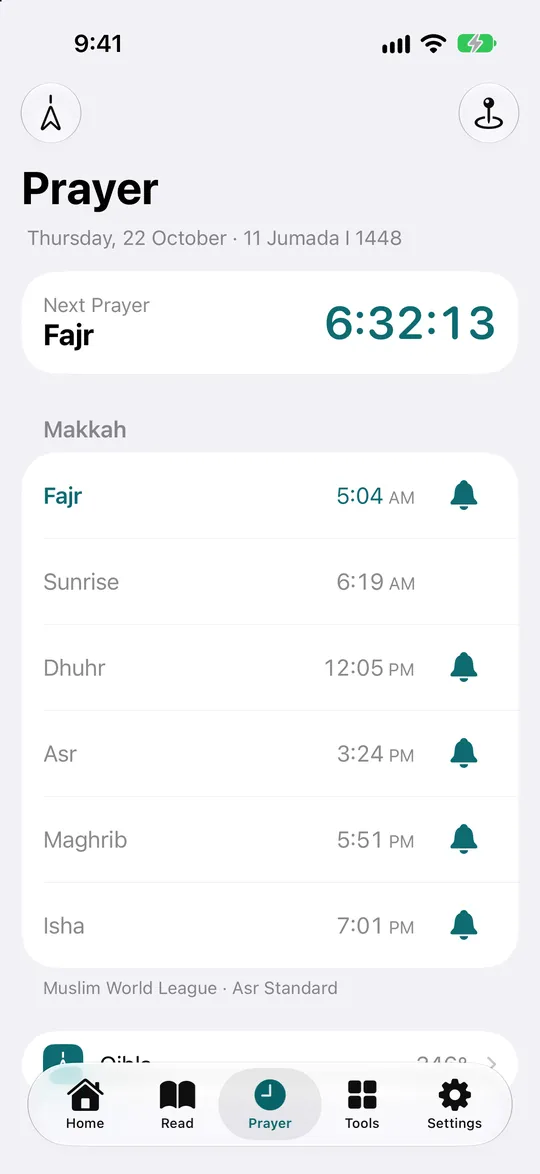 9:41
Prayer
Thursday, 22 October · 11 Jumada I 1448
Next Prayer
Fajr
6:32:13
Makkah
Fajr 5:04 AM
Sunrise 6:19 AM
Dhuhr 12:05 PM
Asr 3:24 PM
Maghrib 5:51 PM
Isha 7:01 PM
Muslim World League · Asr Standard
Qibla
Home Read Prayer Tools Settings